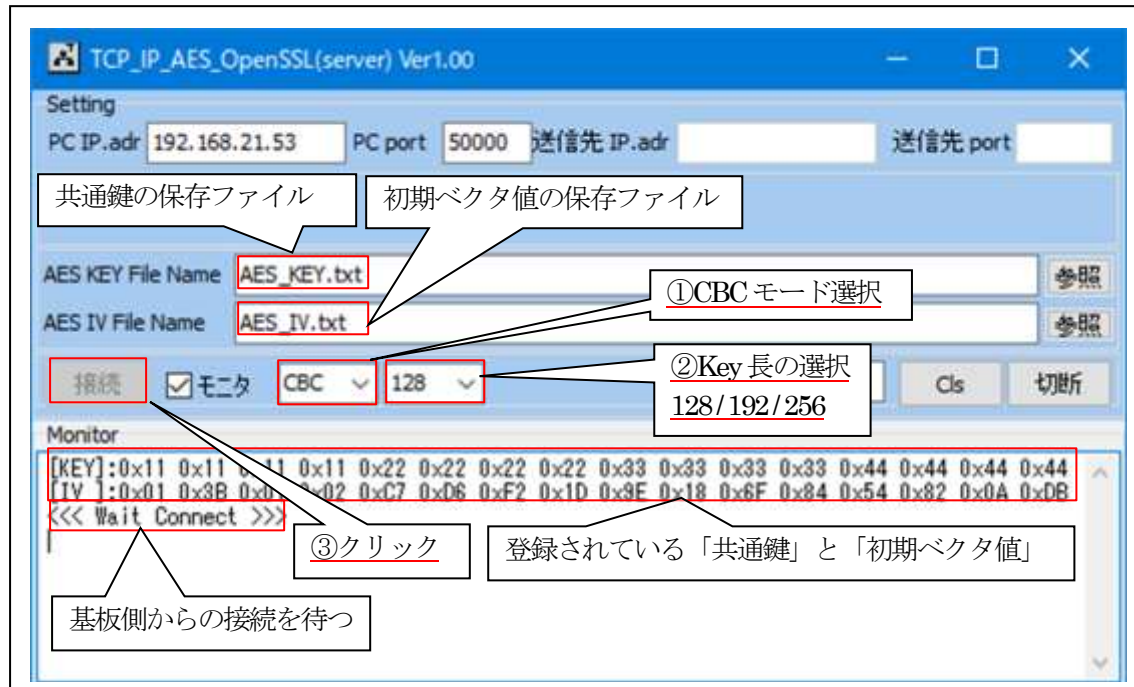 TCP_IP_AES_OpenSSL(server) Ver1.00
Setting
PC IP.adr 192.168.21.53 PC port 50000 送信先 IP.adr 送信先 port
共通鍵の保存ファイル 初期ベクタ値の保存ファイル
AES KEY File Name AES_KEY.txt 参照
①CBCモード選択
AES IV File Name AES_IV.txt 参照
②Key 長の選択
128/192/256
接続 モニタ CBC 128 Cls 切断
Monitor
[KEY]:0x11 0x11 0x11 0x11 0x22 0x22 0x22 0x22 0x33 0x33 0x33 0x33 0x44 0x44 0x44 0x44
[IV ]:0x01 0x3B 0x02 0xC7 0xD6 0xF2 0x1D 0x9E 0x18 0x6F 0x84 0x54 0x82 0x0A 0xDB
<<< Wait Connect >>>
③クリック
登録されている「共通鍵」と「初期ベクタ値」
基板側からの接続を待つ